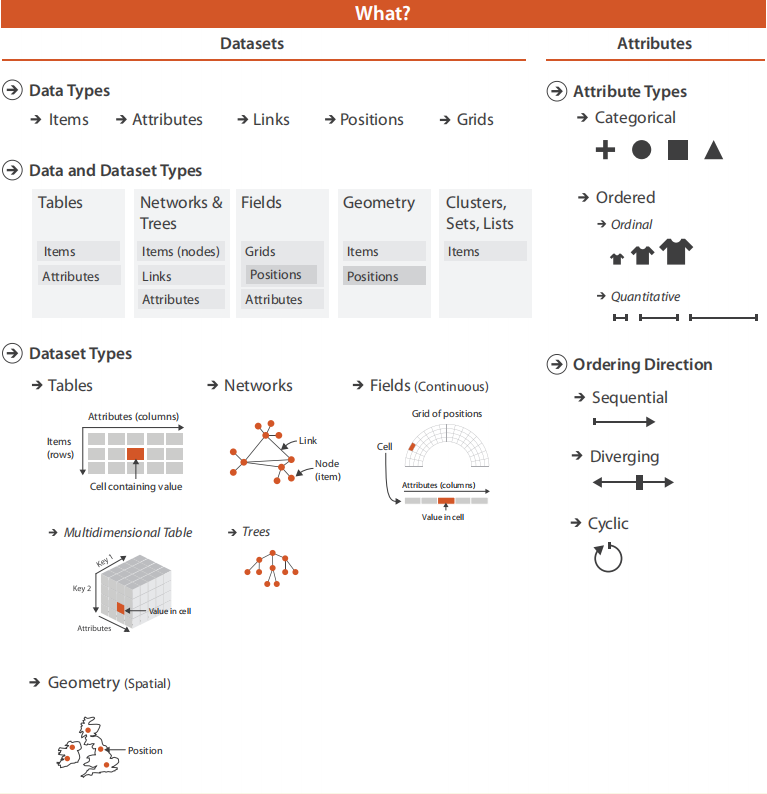 What?
Datasets
Attributes
Data Types
Items
Attributes
Links
Positions
Grids
Data and Dataset Types
Tables
Items
Attributes
Networks &
Trees
Items (nodes)
Links
Attributes
Fields
Grids
Positions
Attributes
Geometry
Items
Positions
Clusters,
Sets, Lists
Items
Dataset Types
Tables
Attributes (columns)
Items
(rows)
Cell containing value
Networks
Link
Node
(item)
Fields (Continuous)
Grid of positions
Cell
Attributes (columns)
Value in cell
Multidimensional Table
Key 1
Key 2
Value in cell
Attributes
Trees
Geometry (Spatial)
Position
Attribute Types
Categorical
Ordered
Ordinal
Quantitative
Ordering Direction
Sequential
Diverging
Cyclic